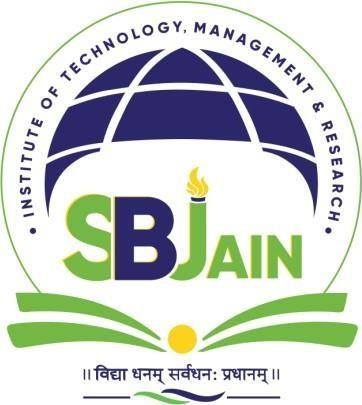 • INSTITUTE OF TECHNOLOGY, MANAGEMENT & RESEARCH •
SBJAIN
॥ विद्या धनम् सर्वधन: प्रधानम् ॥